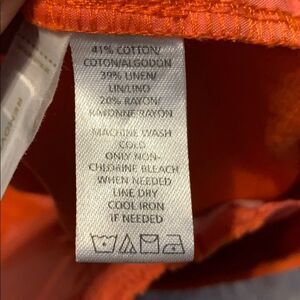 41% COTTON/
COTON/ALGODON
39% LINEN/
LIN/LINO
20% RAYON/
RAYONNE RAYON
MACHINE WASH
COLD
ONLY NON-
CHLORINE BLEACH
WHEN NEEDED
LINE DRY
COOL IRON
IF NEEDED